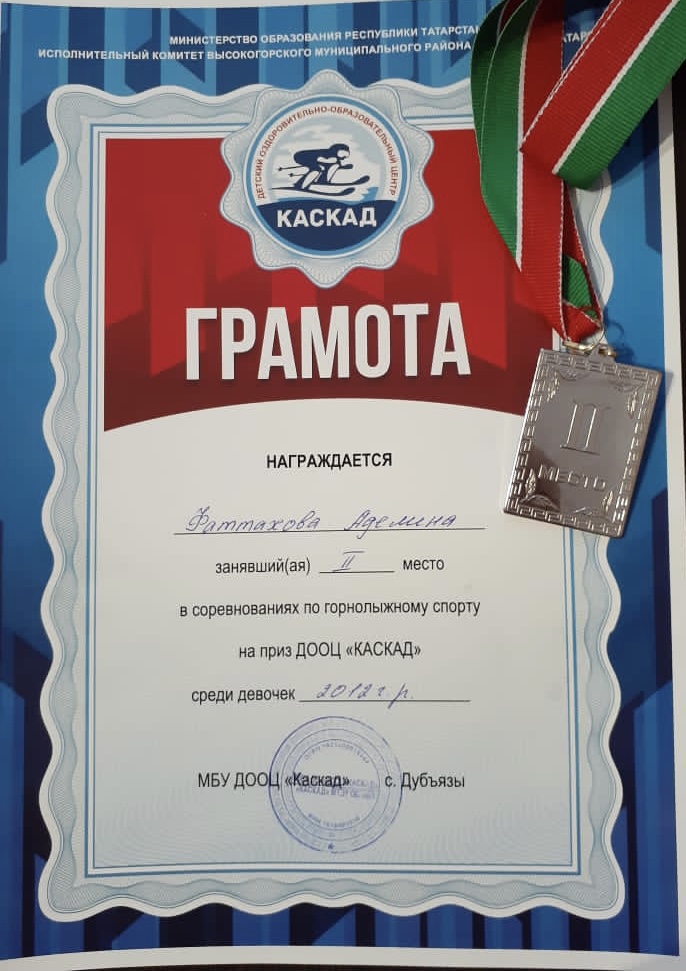 МИНИСТЕРСТВО ОБРАЗОВАНИЯ РЕСПУБЛИКИ
ИСПОЛНИТЕЛЬНЫЙ КОМИТЕТ ВЫСОКОГОРСКОГО МУНИЦИПАЛЬНОГО РАЙОНА
ДЕТСКИЙ ОЗДОРОВИТЕЛЬНО-ОБРАЗОВАТЕЛЬНЫЙ ЦЕНТР
КАСКАД
ГРАМОТА
II
МЕСТО
НАГРАЖДАЕТСЯ
Фаттахова Аделина
занявший(ая) II место
в соревнованиях по горнолыжному спорту
на приз ДООЦ «КАСКАД»
среди девочек 2012 г.р.
МБУ ДООЦ «Каскад» с. Дубъязы